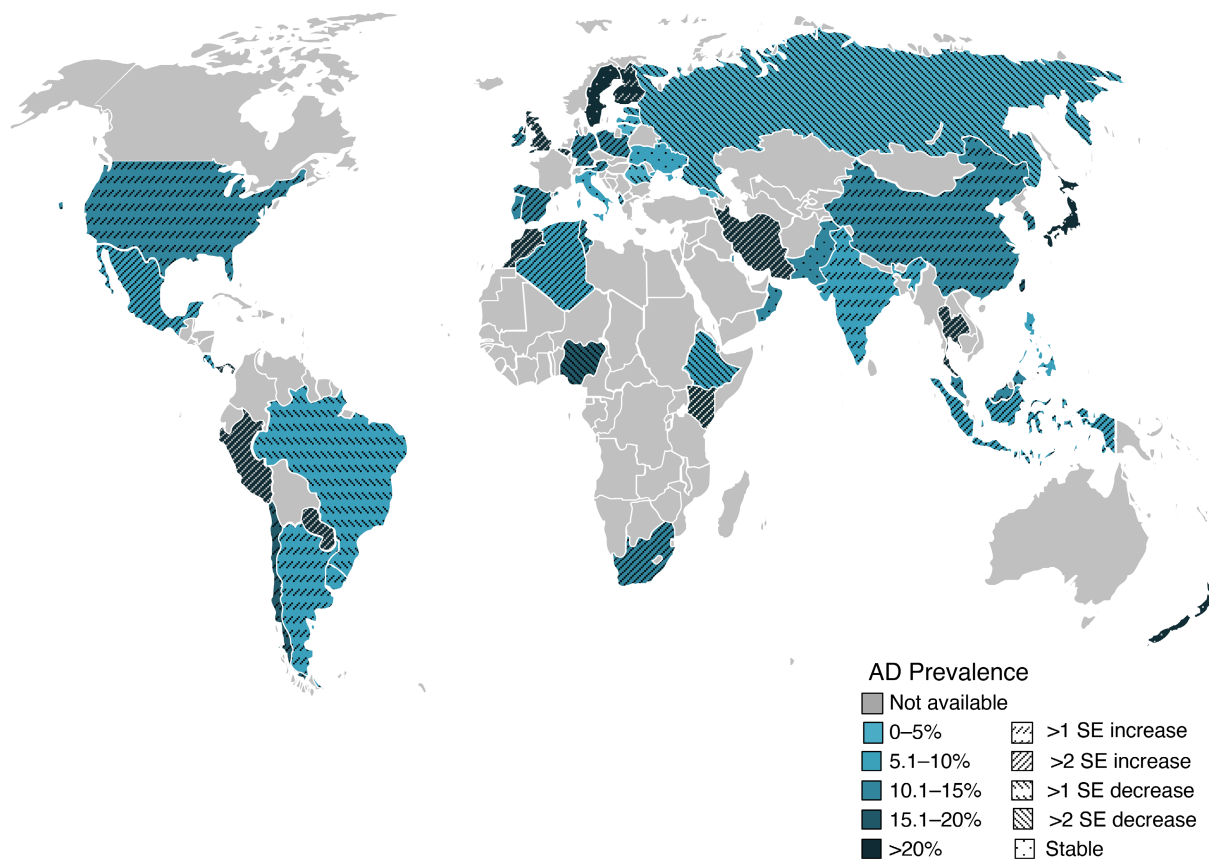 AD Prevalence
Not available
0–5%
>1 SE increase
5.1–10%
>2 SE increase
10.1–15%
>1 SE decrease
15.1–20%
>2 SE decrease
>20%
Stable